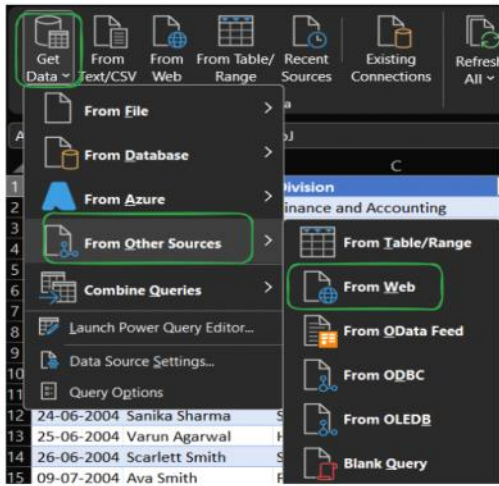 Get Data
From Text/CSV
From Web
From Table/ Range
Recent Sources
Existing Connections
Refresh All
From File
From Database
From Azure
From Other Sources
Combine Queries
Launch Power Query Editor...
Data Source Settings...
Query Options
From Table/Range
From Web
From OData Feed
From ODBC
From OLEDB
Blank Query
A
C
1
Division
2
Finance and Accounting
3
4
5
6
7
8
9
10
11
12 24-06-2004 Sanika Sharma S
13 25-06-2004 Varun Agarwal H
14 26-06-2004 Scarlett Smith S
15 09-07-2004 Ava Smith F